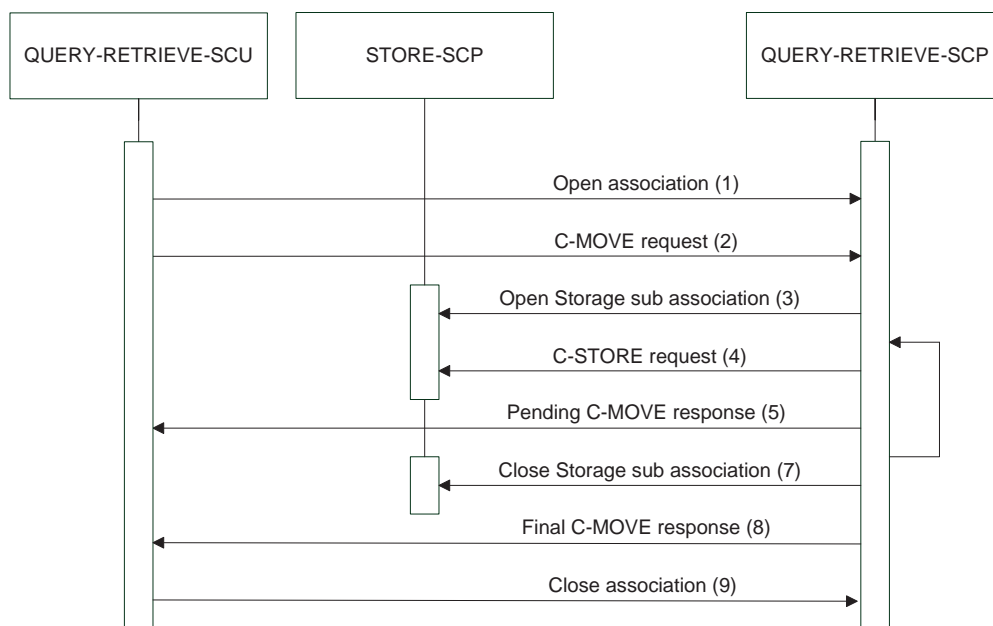 QUERY-RETRIEVE-SCU
STORE-SCP
QUERY-RETRIEVE-SCP
Open association (1)
C-MOVE request (2)
Open Storage sub association (3)
C-STORE request (4)
Pending C-MOVE response (5)
Close Storage sub association (7)
Final C-MOVE response (8)
Close association (9)